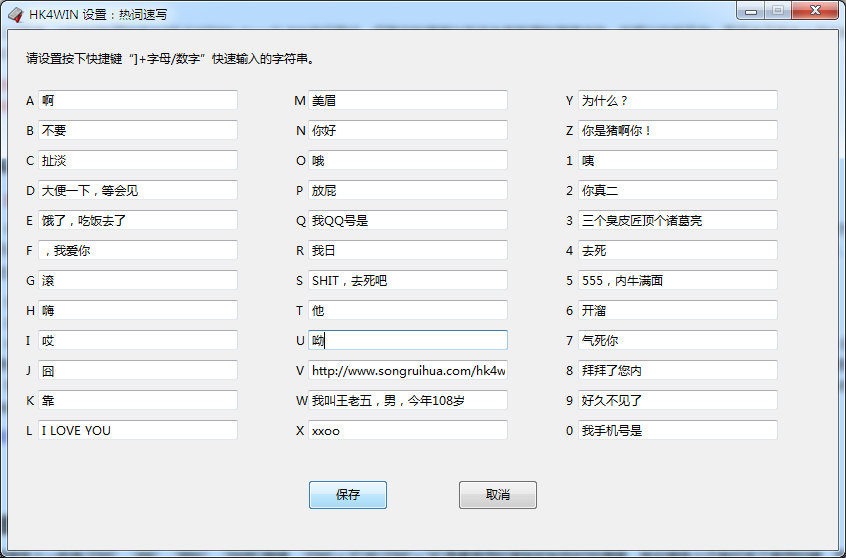 HK4WIN 设置：热词速写
请设置按下快捷键“]+字母/数字”快速输入的字符串。
A 啊
B 不要
C 扯淡
D 大便一下，等会见
E 饿了，吃饭去了
F ，我爱你
G 滚
H 嗨
I 哎
J 囧
K 靠
L I LOVE YOU
M 美眉
N 你好
O 哦
P 放屁
Q 我QQ号是
R 我日
S SHIT，去死吧
T 他
U 呦
V http://www.songruihua.com/hk4w
W 我叫王老五，男，今年108岁
X xxoo
Y 为什么？
Z 你是猪啊你！
1 咦
2 你真二
3 三个臭皮匠顶个诸葛亮
4 去死
5 555，内牛满面
6 开溜
7 气死你
8 拜拜了您内
9 好久不见了
0 我手机号是
保存
取消